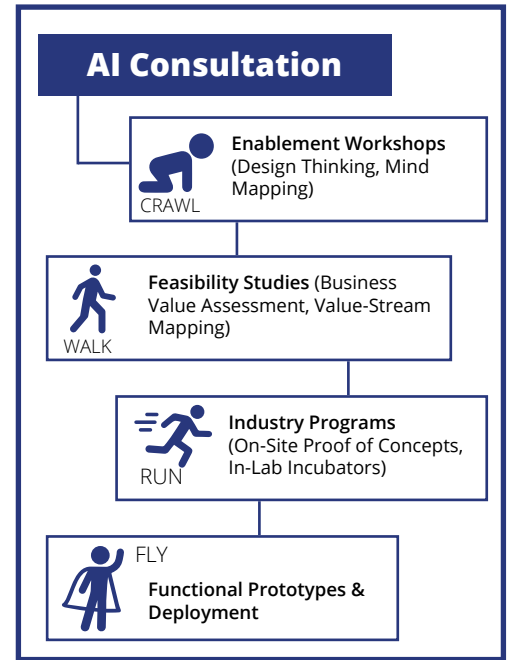 AI Consultation
Enablement Workshops
(Design Thinking, Mind
Mapping)
CRAWL
Feasibility Studies (Business
Value Assessment, Value-Stream
Mapping)
WALK
Industry Programs
(On-Site Proof of Concepts,
In-Lab Incubators)
RUN
FLY
Functional Prototypes &
Deployment